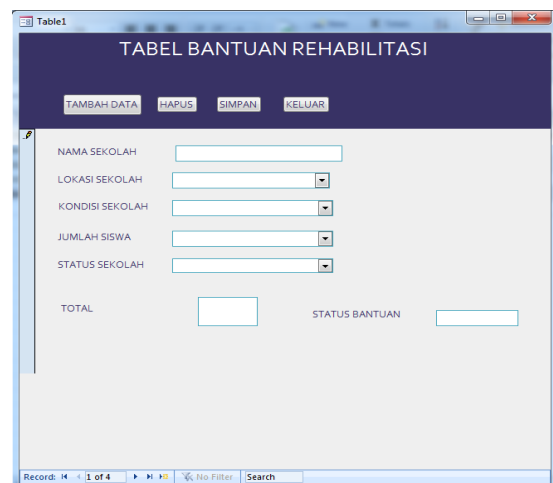 Table1
TABEL BANTUAN REHABILITASI
TAMBAH DATA HAPUS SIMPAN KELUAR
NAMA SEKOLAH
LOKASI SEKOLAH
KONDISI SEKOLAH
JUMLAH SISWA
STATUS SEKOLAH
TOTAL
STATUS BANTUAN
Record: 1 of 4 No Filter Search